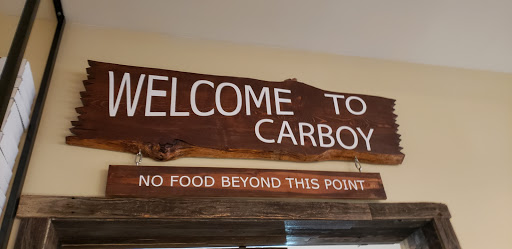 WELCOME TO
CARBOY
NO FOOD BEYOND THIS POINT